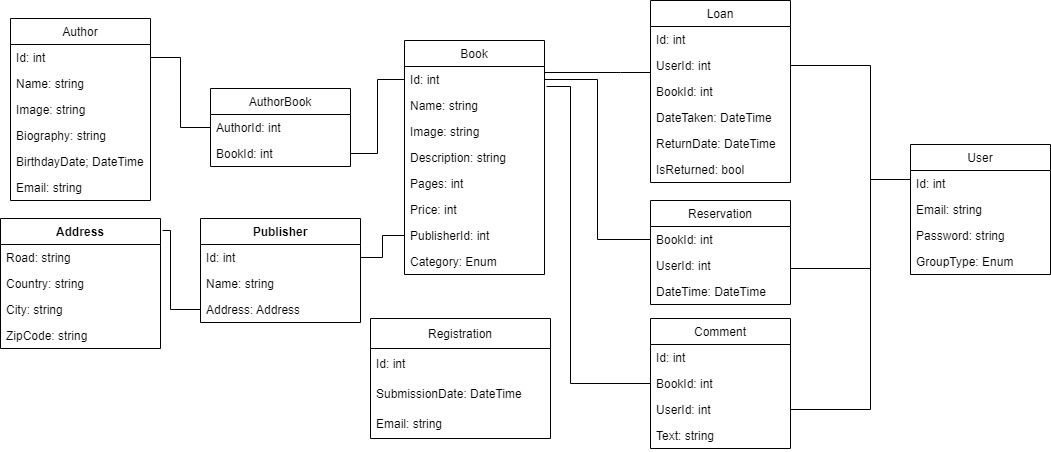 Author
Id: int
Name: string
Image: string
Biography: string
BirthdayDate; DateTime
Email: string
AuthorBook
AuthorId: int
BookId: int
Book
Id: int
Name: string
Image: string
Description: string
Pages: int
Price: int
PublisherId: int
Category: Enum
Loan
Id: int
UserId: int
BookId: int
DateTaken: DateTime
ReturnDate: DateTime
IsReturned: bool
User
Id: int
Email: string
Password: string
GroupType: Enum
Address
Road: string
Country: string
City: string
ZipCode: string
Publisher
Id: int
Name: string
Address: Address
Reservation
BookId: int
UserId: int
DateTime: DateTime
Registration
Id: int
SubmissionDate: DateTime
Email: string
Comment
Id: int
BookId: int
UserId: int
Text: string